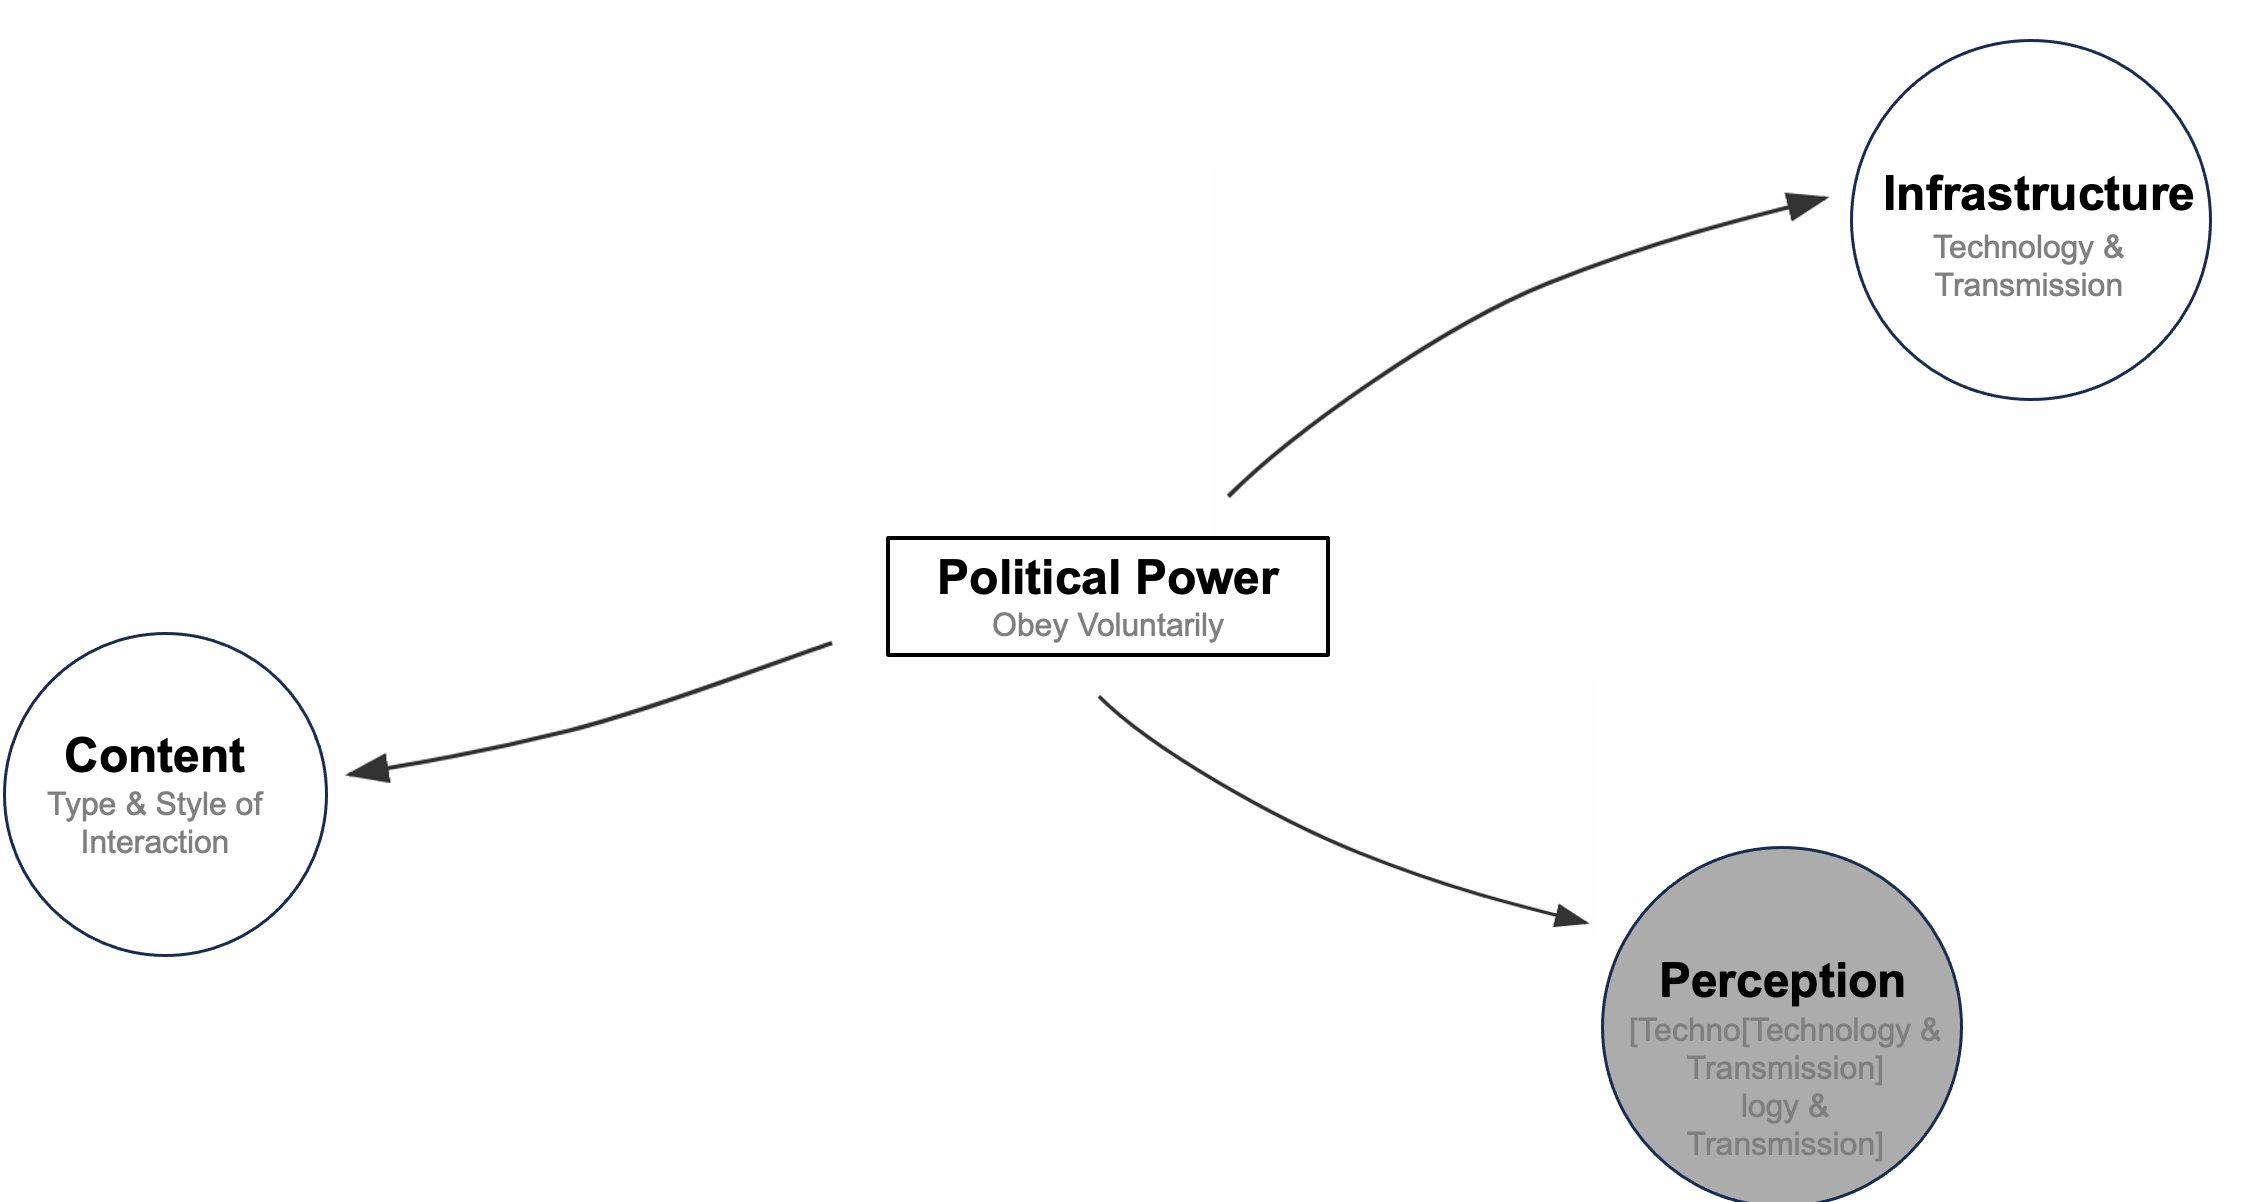 Infrastructure
Technology &
Transmission
Political Power
Obey Voluntarily
Content
Type & Style of
Interaction
Perception
[Techno[Technology &
Transmission]
logy &
Transmission]